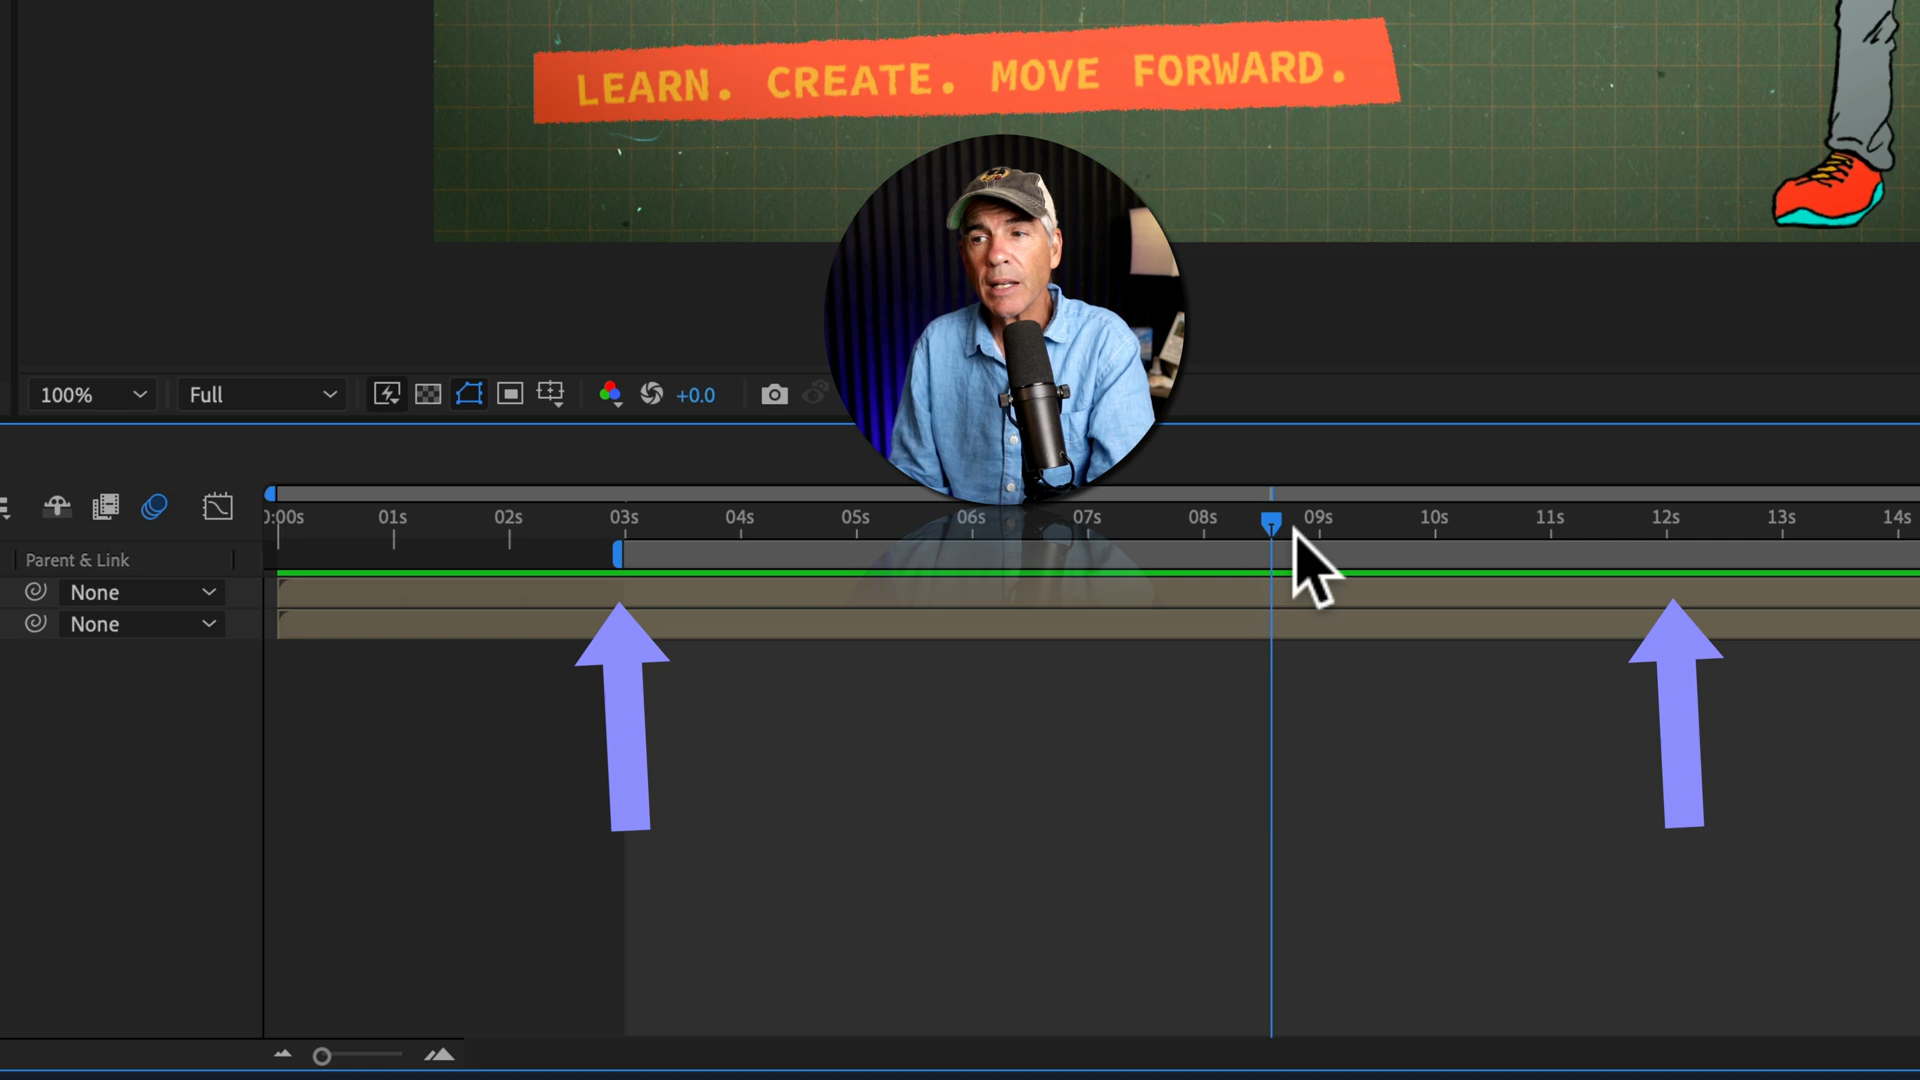 LEARN. CREATE. MOVE FORWARD.
100%
Full
+0.0
0:00s 01s 02s 03s 04s 05s 06s 07s 08s 09s 10s 11s 12s 13s 14s
Parent & Link
None
None